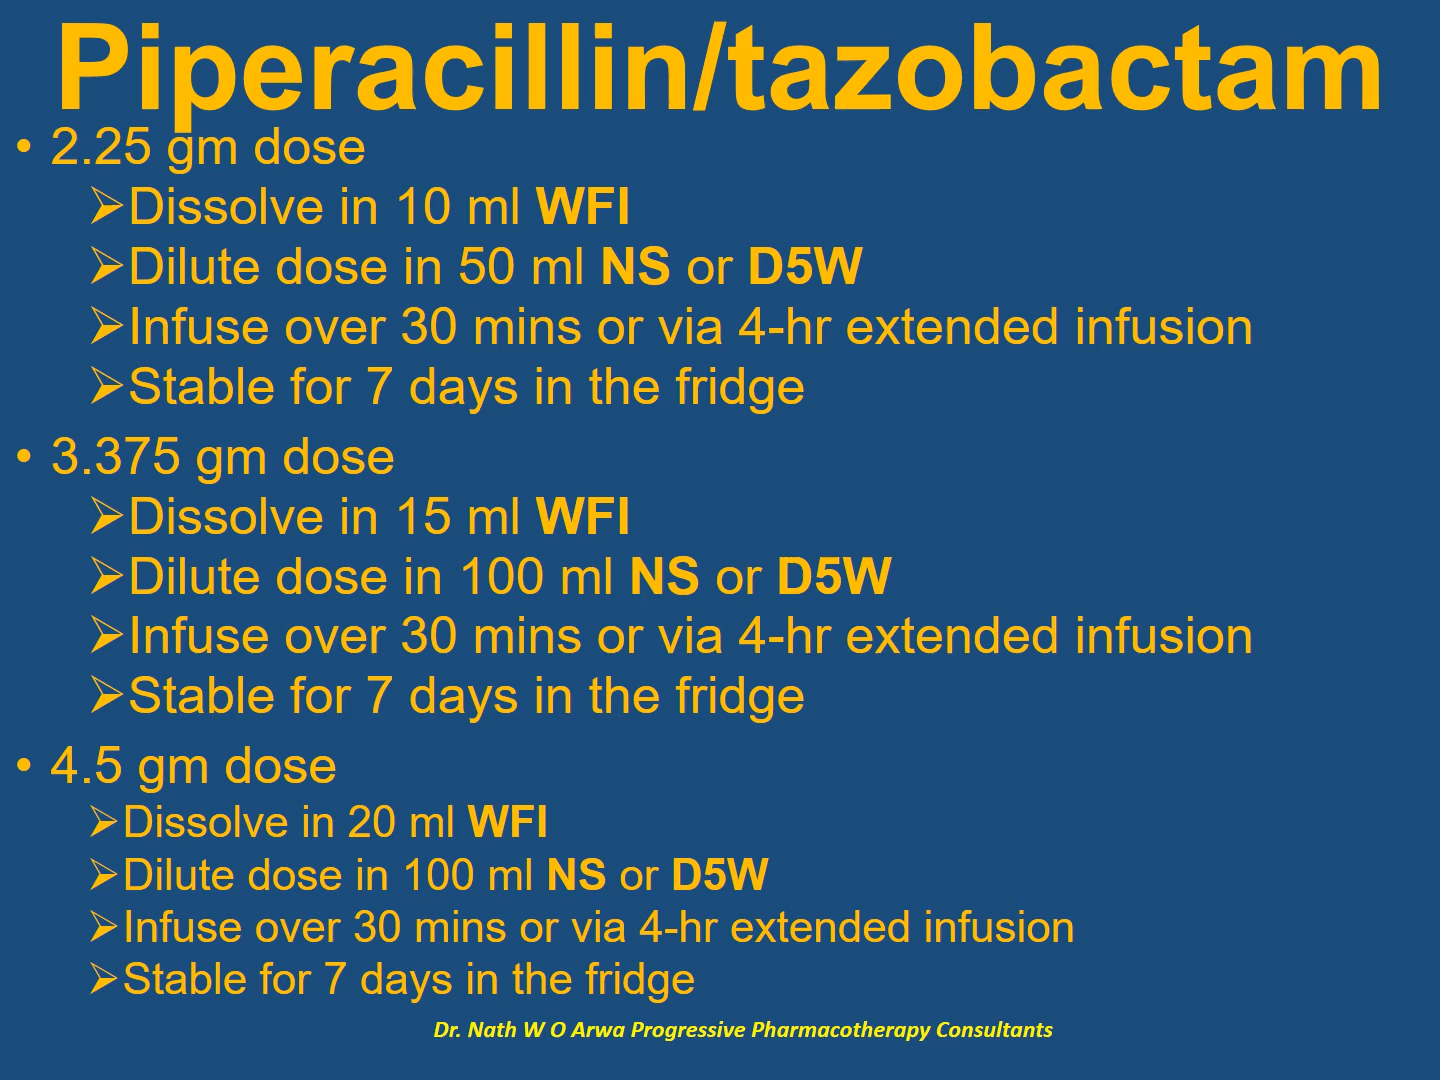 Piperacillin/tazobactam
• 2.25 gm dose
➢Dissolve in 10 ml WFI
➢Dilute dose in 50 ml NS or D5W
➢Infuse over 30 mins or via 4-hr extended infusion
➢Stable for 7 days in the fridge
• 3.375 gm dose
➢Dissolve in 15 ml WFI
➢Dilute dose in 100 ml NS or D5W
➢Infuse over 30 mins or via 4-hr extended infusion
➢Stable for 7 days in the fridge
• 4.5 gm dose
➢Dissolve in 20 ml WFI
➢Dilute dose in 100 ml NS or D5W
➢Infuse over 30 mins or via 4-hr extended infusion
➢Stable for 7 days in the fridge
Dr. Nath W O Arwa Progressive Pharmacotherapy Consultants